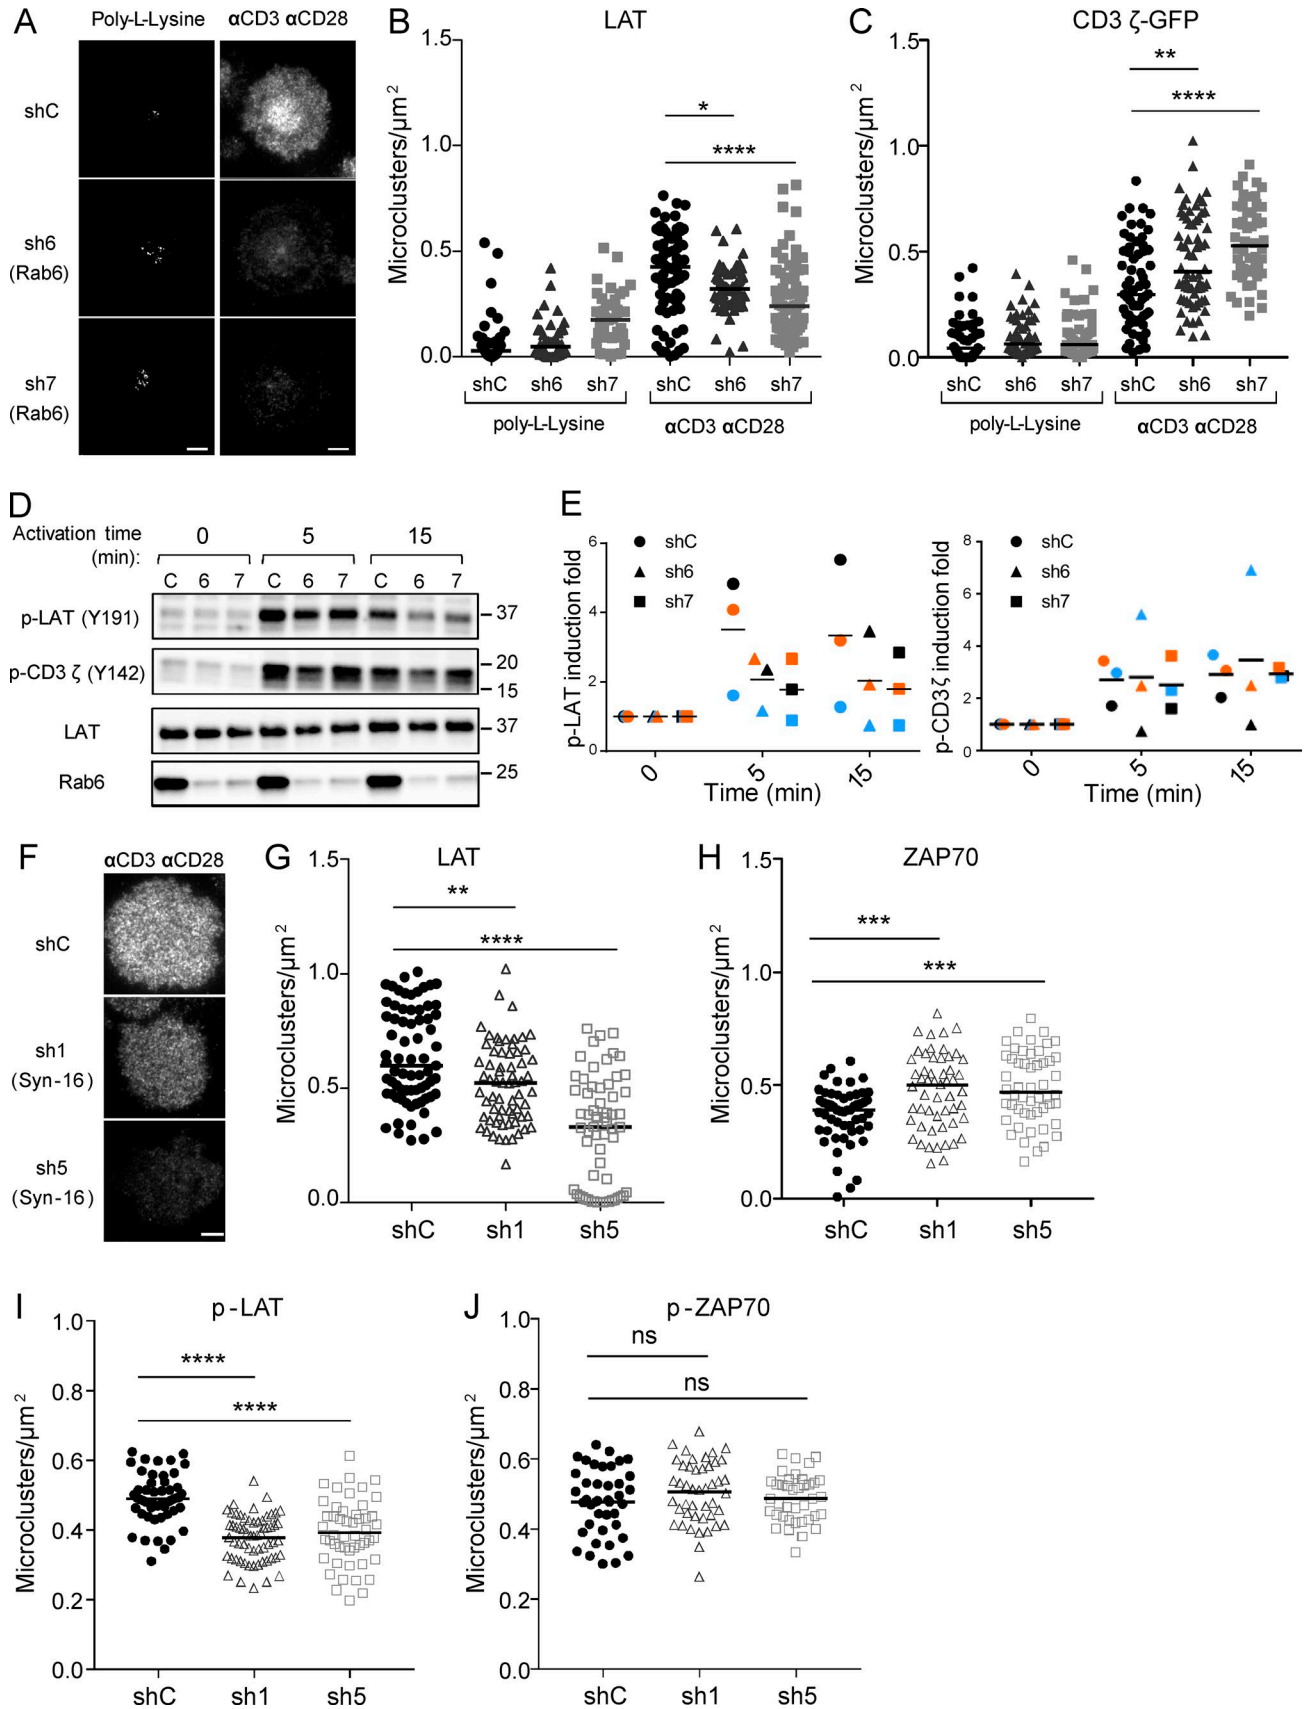 A
Poly-L-Lysine
αCD3 αCD28
shC
sh6
(Rab6)
sh7
(Rab6)
B
LAT
Microclusters/µm2
1.5
1.0
0.5
0.0
*
****
shC sh6 sh7 shC sh6 sh7
poly-L-Lysine αCD3 αCD28
C
CD3 ζ-GFP
Microclusters/µm2
1.5
1.0
0.5
0.0
**
****
shC sh6 sh7 shC sh6 sh7
poly-L-Lysine αCD3 αCD28
D
Activation time
(min):
0 5 15
C 6 7 C 6 7 C 6 7
p-LAT (Y191) 37
p-CD3 ζ (Y142) 20
15
LAT 37
Rab6 25
E
p-LAT induction fold
6
4
2
0
shC
sh6
sh7
0 5 15
Time (min)
p-CD3ζ induction fold
8
6
4
2
0
shC
sh6
sh7
0 5 15
Time (min)
F
αCD3 αCD28
shC
sh1
(Syn-16)
sh5
(Syn-16)
G
LAT
Microclusters/µm2
1.5
1.0
0.5
0.0
**
****
shC sh1 sh5
H
ZAP70
Microclusters/µm2
1.5
1.0
0.5
0.0
***
***
shC sh1 sh5
I
p-LAT
Microclusters/µm2
1.0
0.8
0.6
0.4
0.2
0.0
****
****
shC sh1 sh5
J
p-ZAP70
Microclusters/µm2
1.0
0.8
0.6
0.4
0.2
0.0
ns
ns
shC sh1 sh5